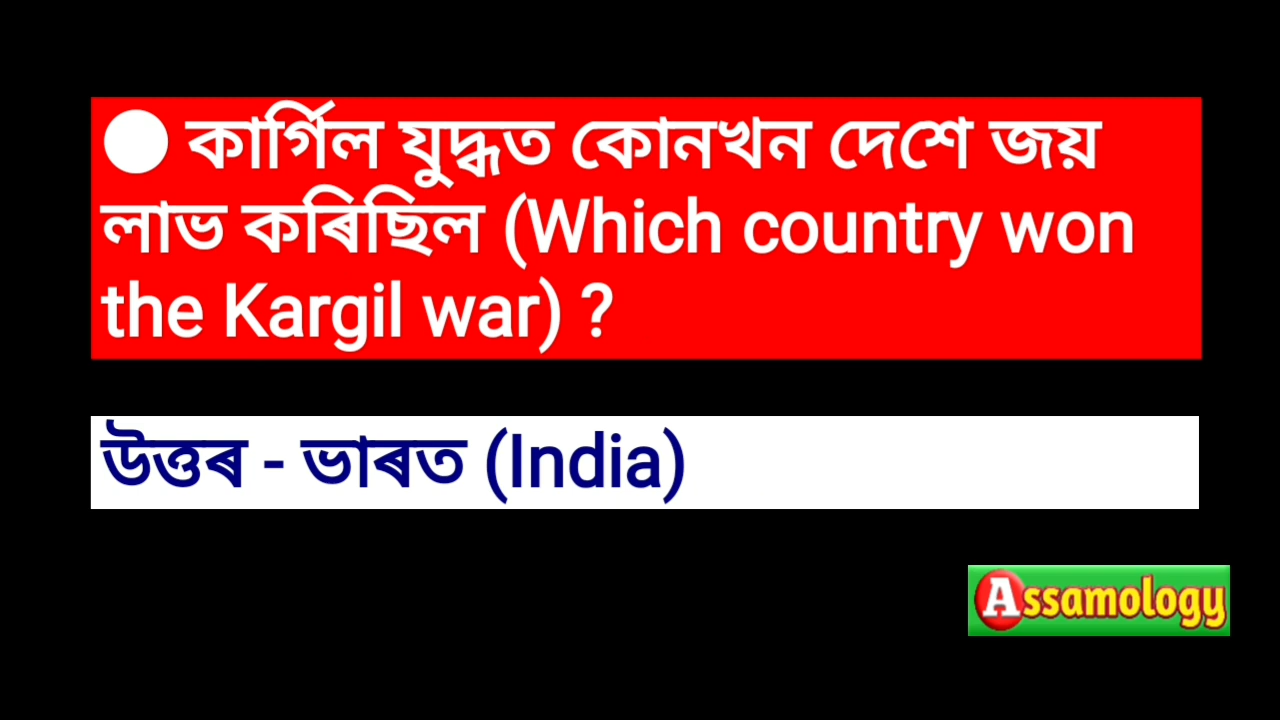 ● কাৰ্গিল যুদ্ধত কোনখন দেশে জয়
লাভ কৰিছিল (Which country won
the Kargil war) ?
উত্তৰ - ভাৰত (India)
Assamology